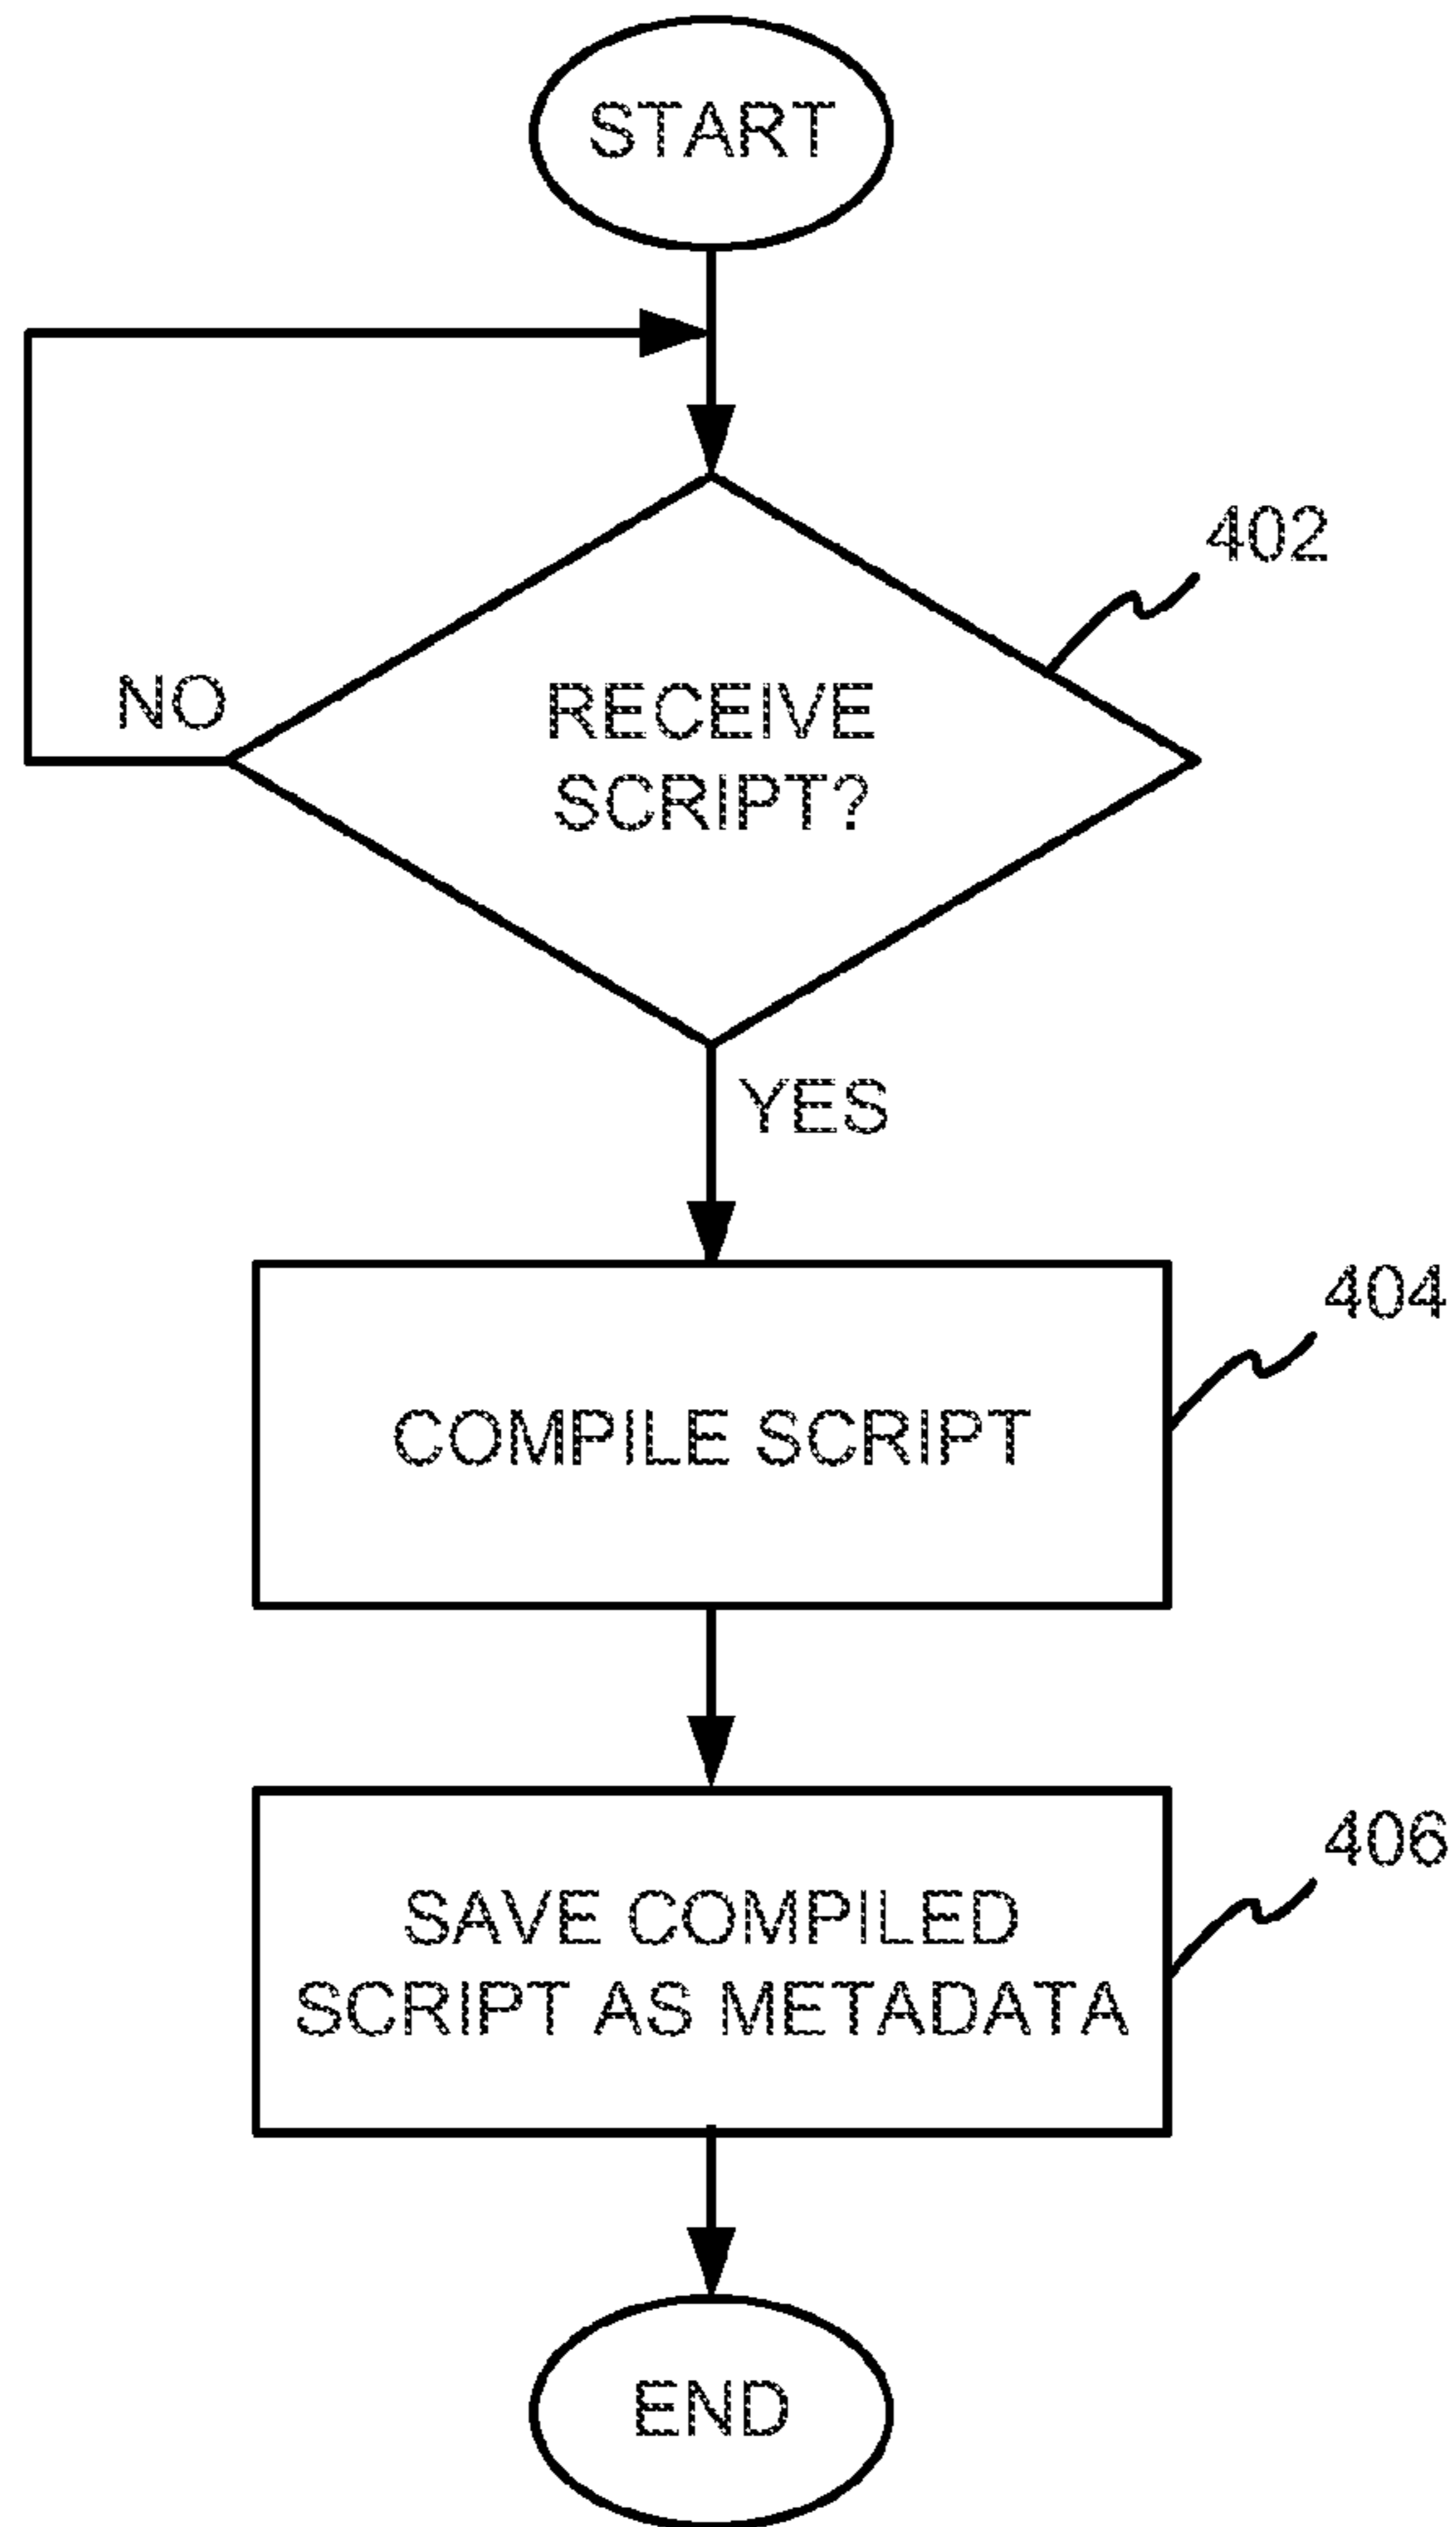 START
402
NO
RECEIVE
SCRIPT?
YES
404
COMPILE SCRIPT
406
SAVE COMPILED
SCRIPT AS METADATA
END